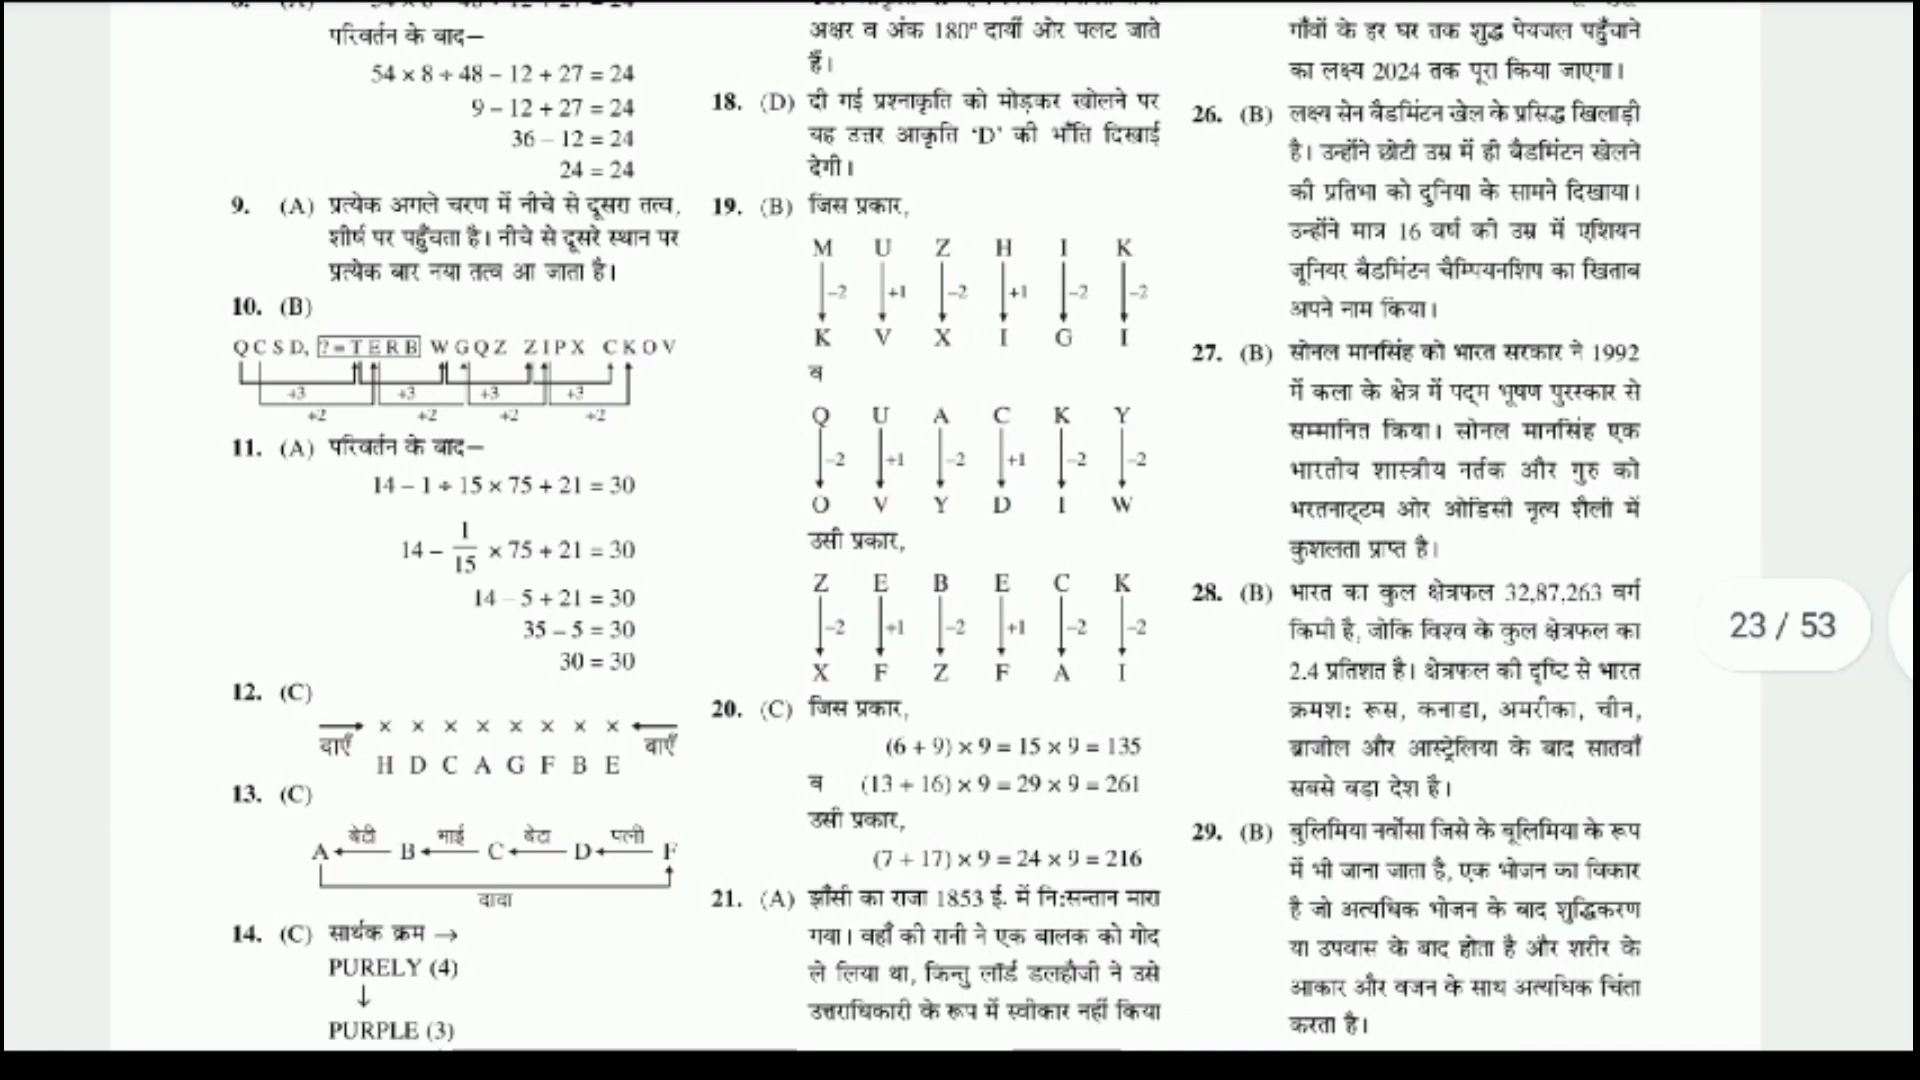 परिवर्तन के बाद–
54 × 8 ÷ 48 – 12 + 27 = 24
9 – 12 + 27 = 24
36 – 12 = 24
24 = 24
9. (A) प्रत्येक अगले चरण में नीचे से दूसरा तत्व,
शीर्ष पर पहुँचता है। नीचे से दूसरे स्थान पर
प्रत्येक बार नया तत्व आ जाता है।
10. (B)
Q C S D, ? = T E R B W G Q Z Z I P X C K O V
+3 +3 +3 +3
+2 +2 +2 +2
11. (A) परिवर्तन के बाद–
14 – 1 ÷ 15 × 75 + 21 = 30
14 – 1/15 × 75 + 21 = 30
14 – 5 + 21 = 30
35 – 5 = 30
30 = 30
12. (C)
× × × × × × × ×
दाएँ बाएँ
H D C A G F B E
13. (C)
बेटी भाई बेटा पत्नी
A B C D F
दादा
14. (C) सार्थक क्रम →
PURELY (4)
↓
PURPLE (3)
अक्षर व अंक 180° दायीं ओर पलट जाते
हैं।
18. (D) दी गई प्रश्नाकृति को मोड़कर खोलने पर
यह उत्तर आकृति ‘D’ की भाँति दिखाई
देगी।
19. (B) जिस प्रकार,
M U Z H I K
–2 +1 –2 +1 –2 –2
K V X I G I
व
Q U A C K Y
–2 +1 –2 +1 –2 –2
O V Y D I W
उसी प्रकार,
Z E B E C K
–2 +1 –2 +1 –2 –2
X F Z F A I
20. (C) जिस प्रकार,
(6 + 9) × 9 = 15 × 9 = 135
व (13 + 16) × 9 = 29 × 9 = 261
उसी प्रकार,
(7 + 17) × 9 = 24 × 9 = 216
21. (A) झाँसी का राजा 1853 ई. में नि:सन्तान मारा
गया। वहाँ की रानी ने एक बालक को गोद
ले लिया था, किन्तु लॉर्ड डलहौजी ने उसे
उत्तराधिकारी के रूप में स्वीकार नहीं किया
गाँवों के हर घर तक शुद्ध पेयजल पहुँचाने
का लक्ष्य 2024 तक पूरा किया जाएगा।
26. (B) लक्ष्य सेन बैडमिंटन खेल के प्रसिद्ध खिलाड़ी
है। उन्होंने छोटी उम्र में ही बैडमिंटन खेलने
की प्रतिभा को दुनिया के सामने दिखाया।
उन्होंने मात्र 16 वर्ष की उम्र में एशियन
जूनियर बैडमिंटन चैम्पियनशिप का खिताब
अपने नाम किया।
27. (B) सोनल मानसिंह को भारत सरकार ने 1992
में कला के क्षेत्र में पद्म भूषण पुरस्कार से
सम्मानित किया। सोनल मानसिंह एक
भारतीय शास्त्रीय नर्तक और गुरु को
भरतनाट्टम ओर ओडिसी नृत्य शैली में
कुशलता प्राप्त है।
28. (B) भारत का कुल क्षेत्रफल 32,87,263 वर्ग
किमी है, जोकि विश्व के कुल क्षेत्रफल का
2.4 प्रतिशत है। क्षेत्रफल की दृष्टि से भारत
क्रमश: रूस, कनाडा, अमरीका, चीन,
ब्राजील और आस्ट्रेलिया के बाद सातवाँ
सबसे बड़ा देश है।
29. (B) बुलिमिया नर्वोसा जिसे के बूलिमिया के रूप
में भी जाना जाता है, एक भोजन का विकार
है जो अत्यधिक भोजन के बाद शुद्धिकरण
या उपवास के बाद होता है और शरीर के
आकार और वजन के साथ अत्यधिक चिंता
करता है।
23 / 53